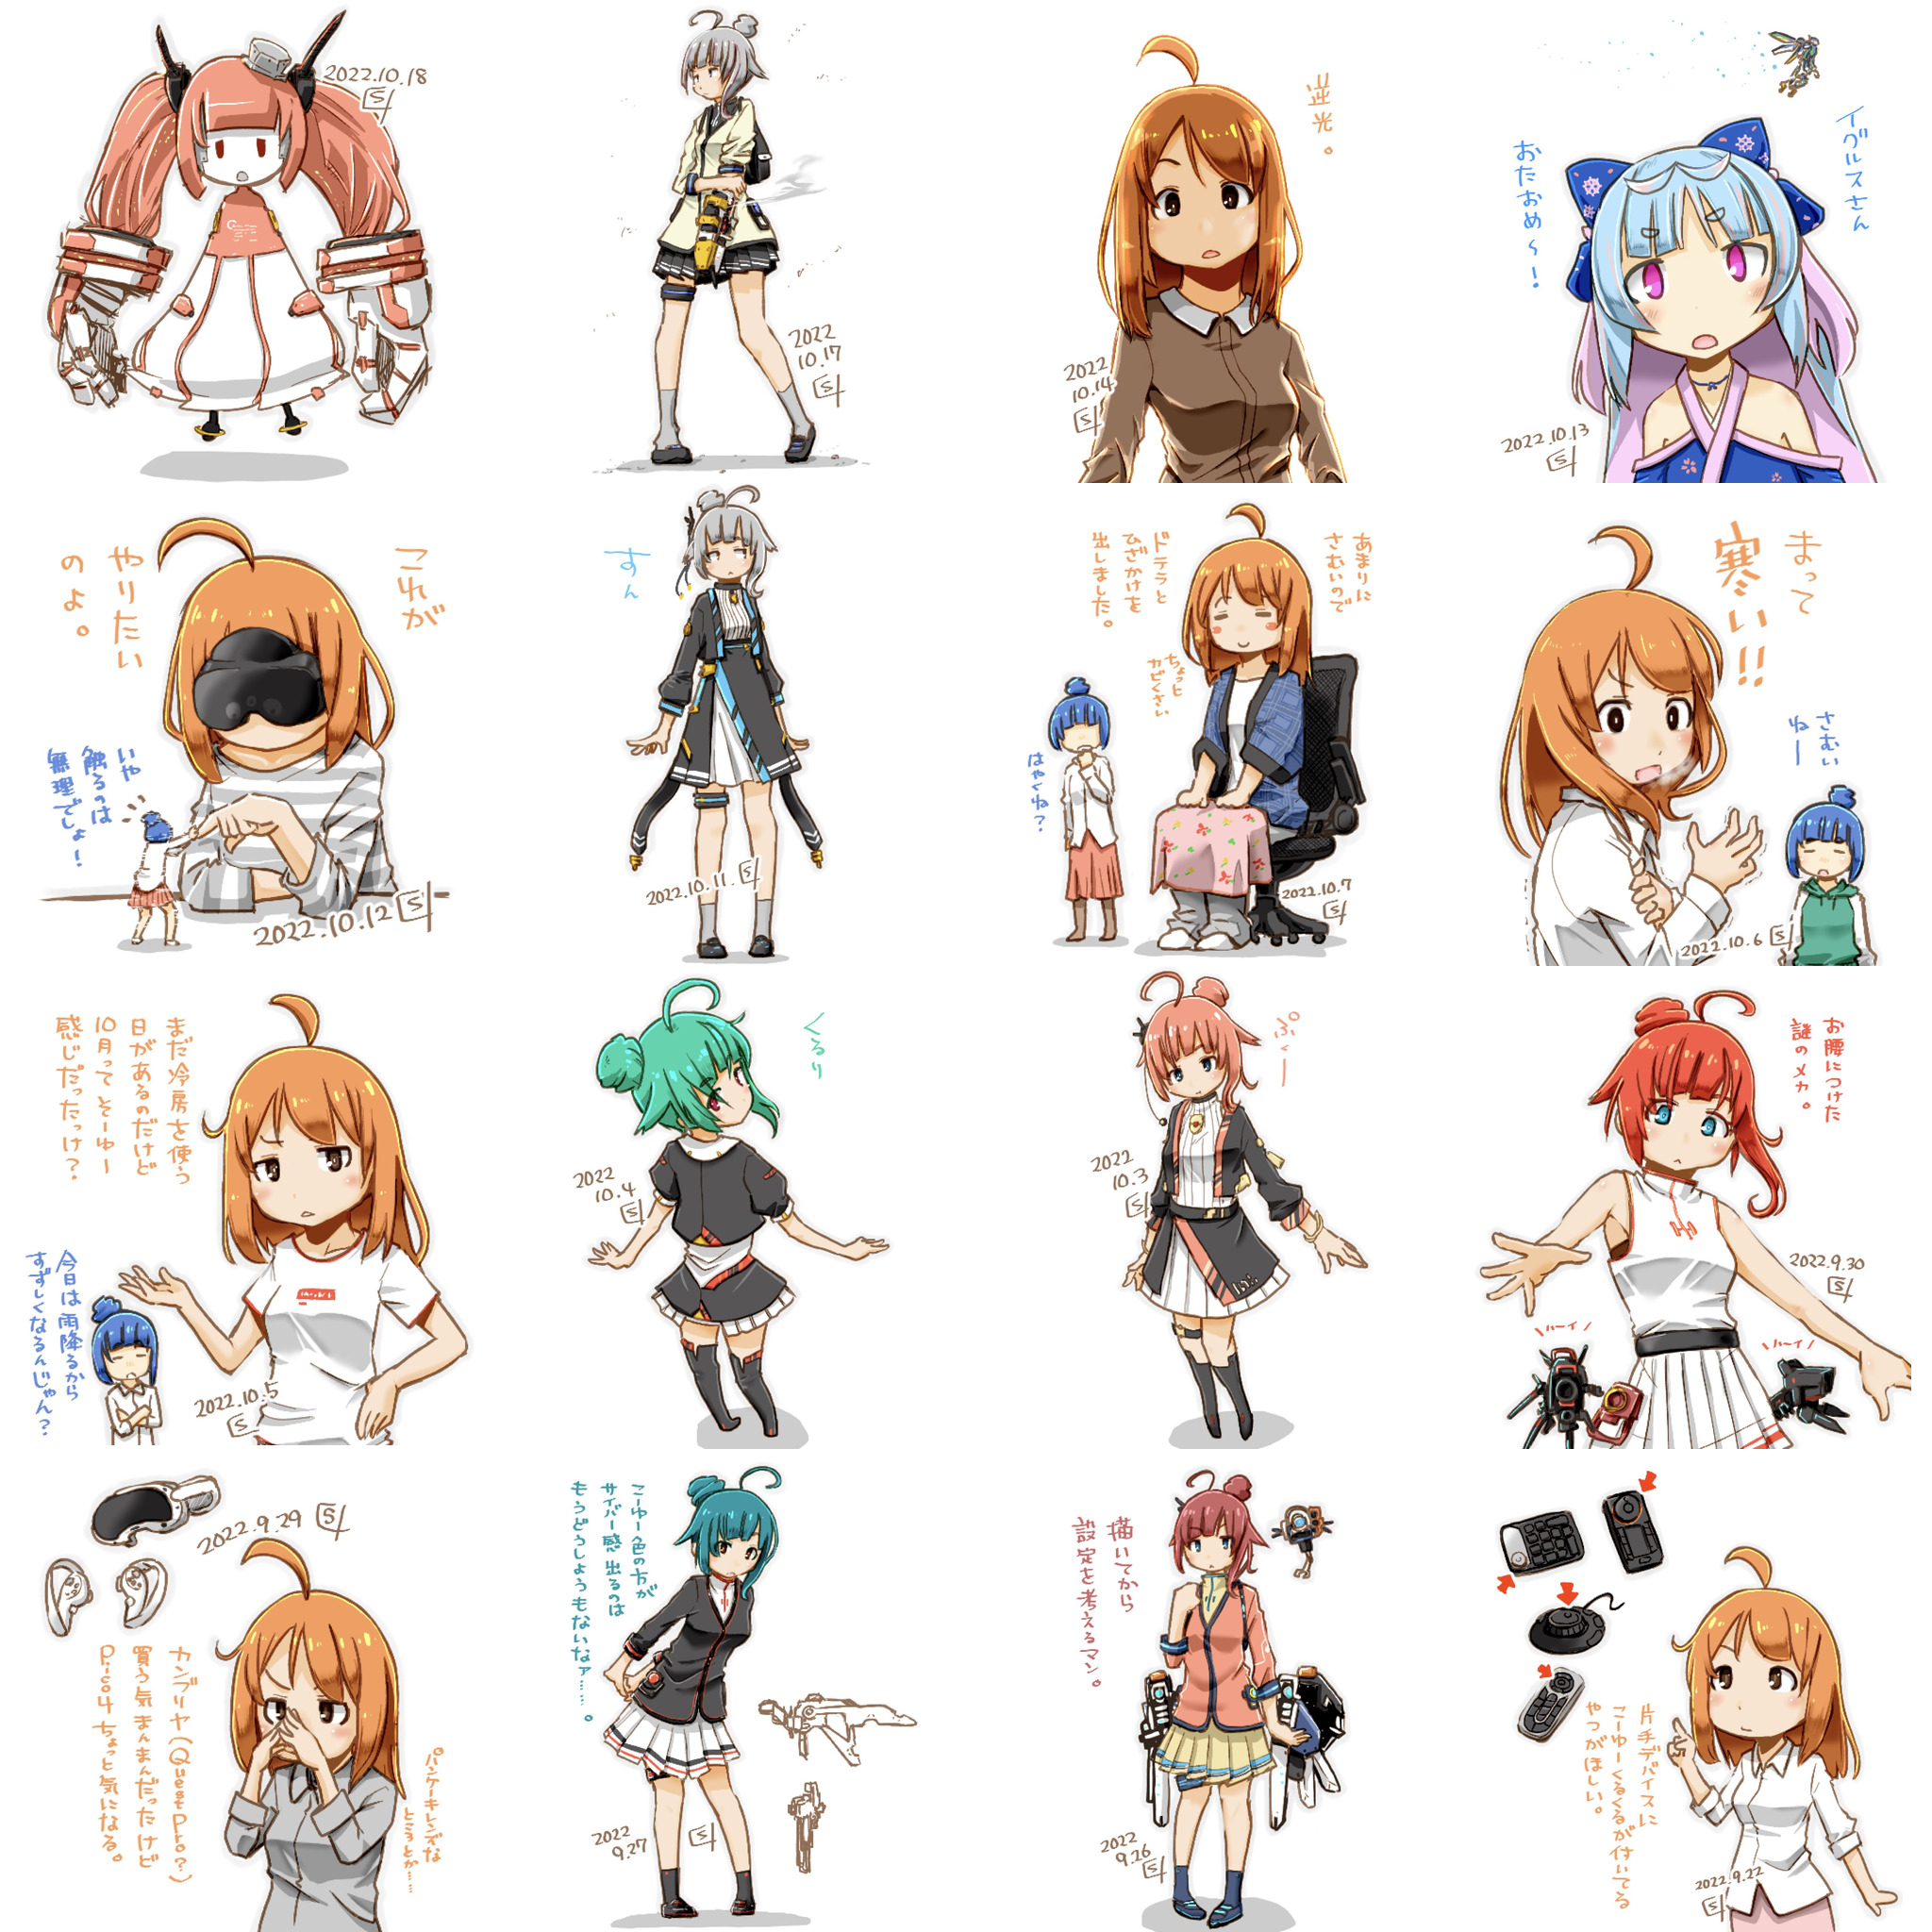 2022.10.18
S
2022
10.17
S
逆光。
2022
10.14
S
イグルスさん
おたおめ〜!
2022.10.13
S
これが
やりたい
のよ。
いや
触るのは
無理でしょ!
2022.10.12 S
すん
2022.10.11. S
あまりに
さむいので
ドテラと
ひざかけを
出しました。
ちょっと
カビくさい
はやくね?
2022.10.7
S
まって
寒い!!
さむい
ねー
2022.10.6 S
まだ冷房を使う
日があるのだけど
10月ってそーゆー
感じだったっけ?
今日は雨降るから
すずしくなるんじゃん?
2022.10.5
S
くるり
2022
10.4
S
ぷくー
2022
10.3
S
お腰につけた
謎のメカ。
2022.9.30
S
\ハーイ/
\ハーイ/
2022.9.29 S
カンブリヤ(QuestPro?)
買う気まんまんだったけど
Pico4ちょっと気になる。
パンケーキレンズな
ところとか……
こーゆー色の方が
サイバー感出るのは
もうどうしようもないなァ……。
2022
9.27
S
描いてから
設定を考えるマン。
2022
9.26
S
片手デバイスに
こーゆーくるくるが付いてる
やつがほしい。
2022.9.22
S